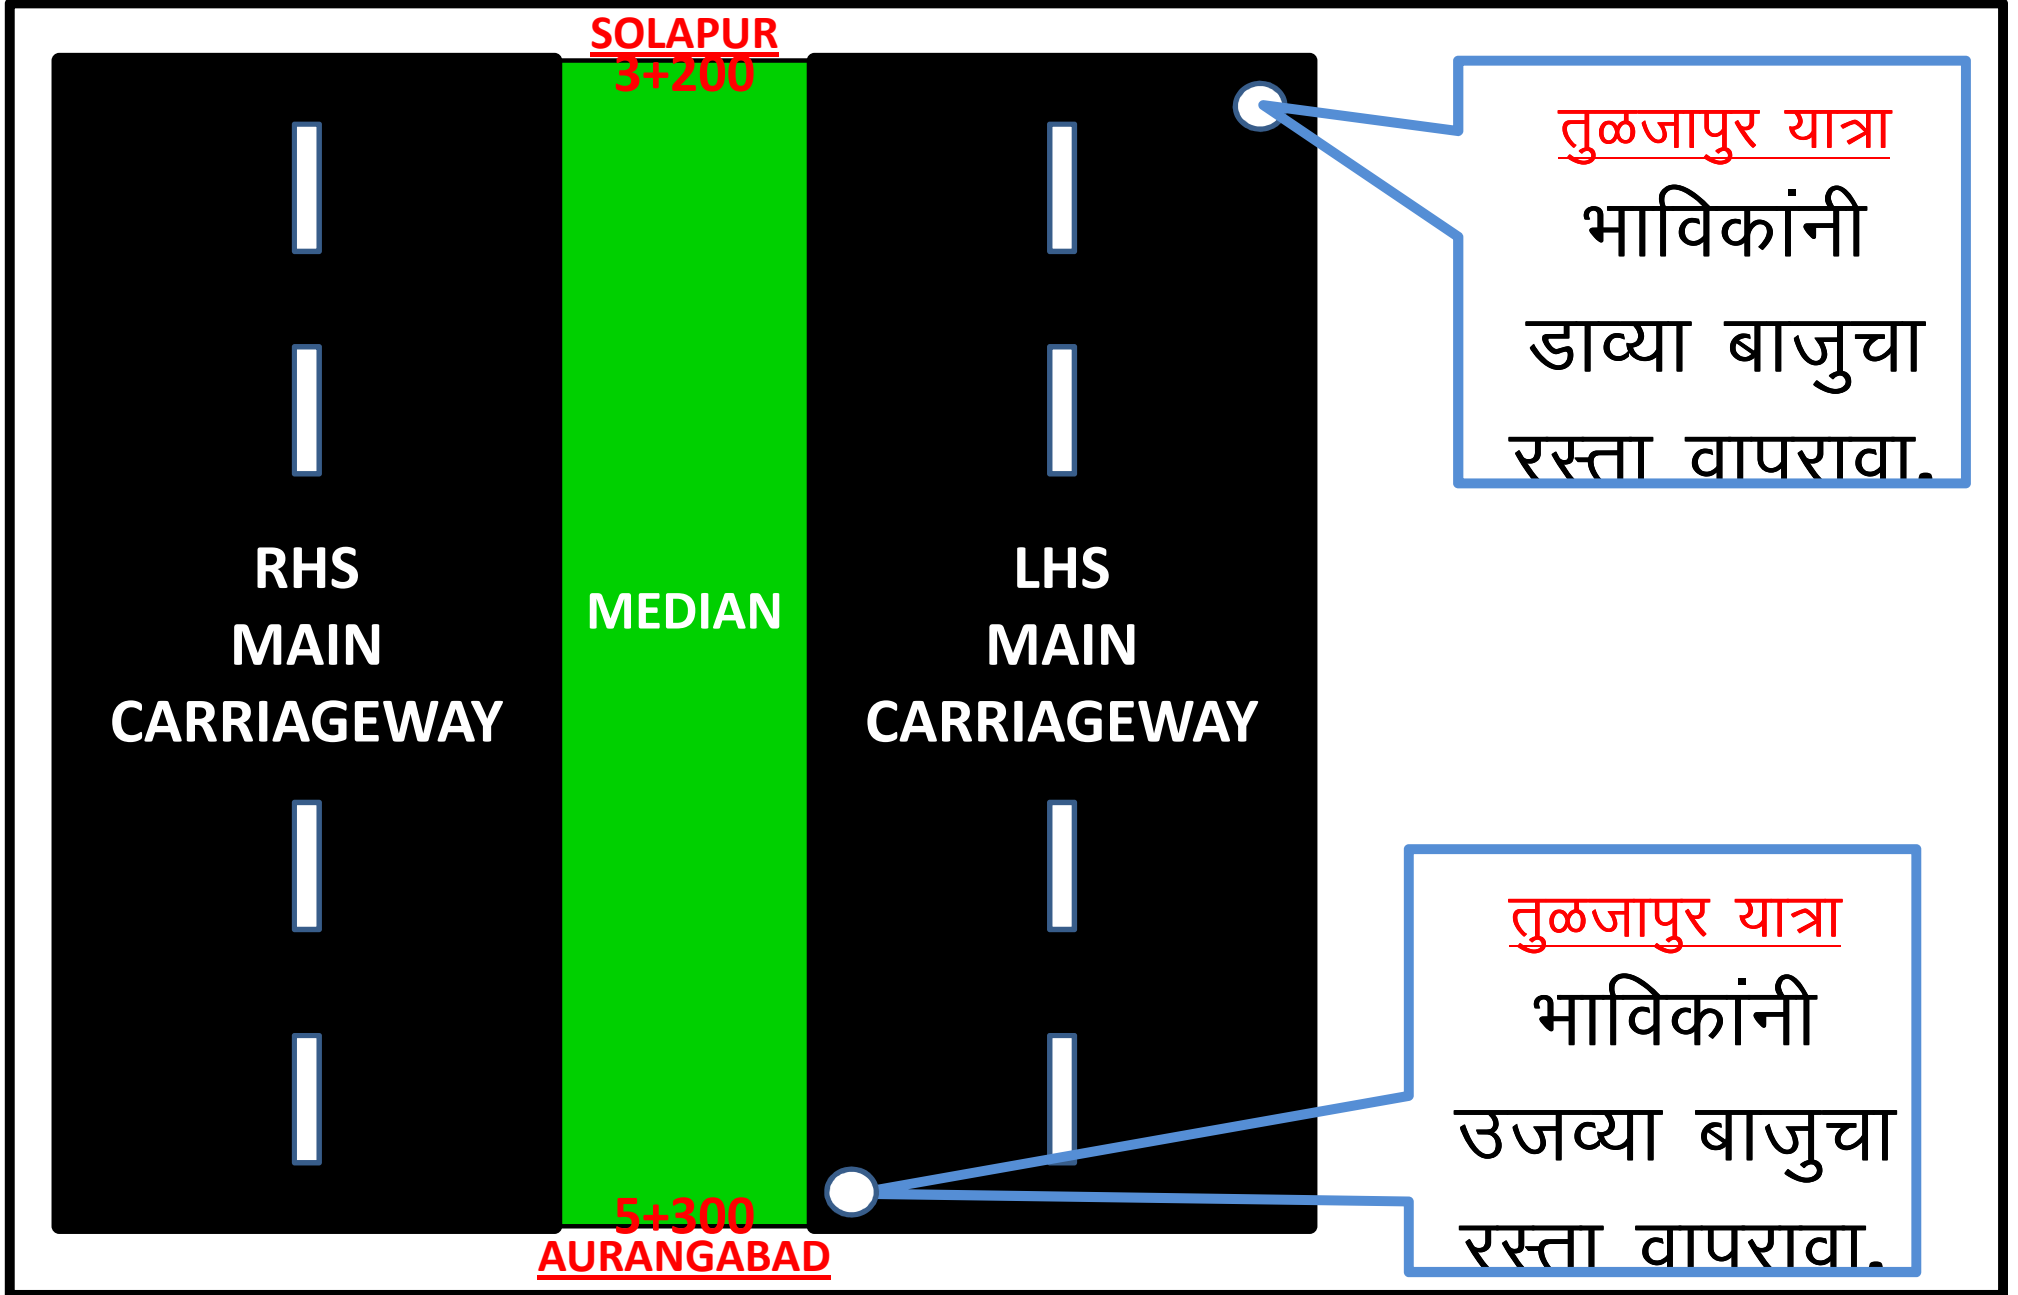 SOLAPUR
3+200
तुळजापुर यात्रा
भाविकांनी
डाव्या बाजुचा
रस्ता वापरावा.
RHS
MAIN
CARRIAGEWAY
MEDIAN
LHS
MAIN
CARRIAGEWAY
तुळजापुर यात्रा
भाविकांनी
उजव्या बाजुचा
रस्ता वापरावा.
5+300
AURANGABAD